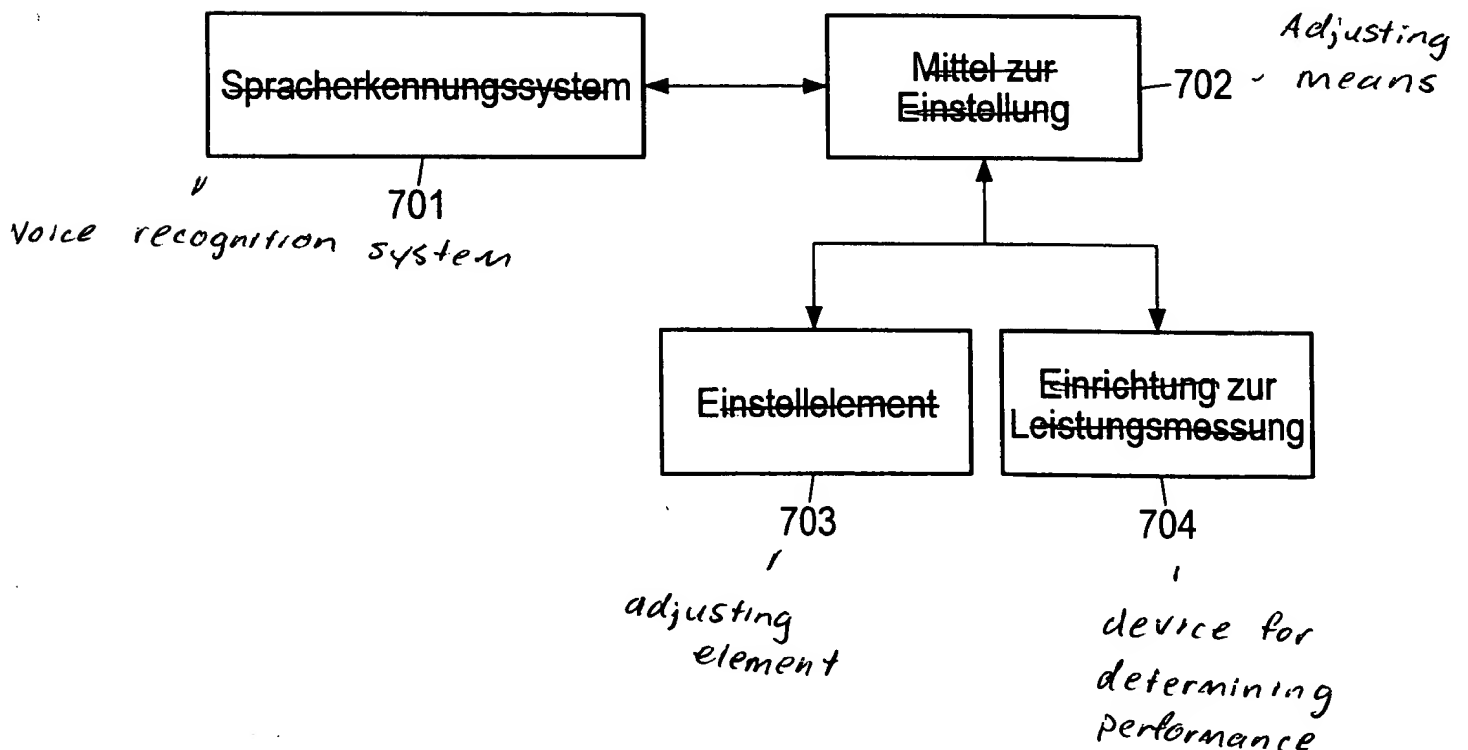 Spracherkennungssystem
Mittel zur
Einstellung
702
Adjusting
means
701
Voice recognition
system
Einstellelement
Einrichtung zur
Leistungsmessung
703
704
adjusting
element
device for
determining
performance